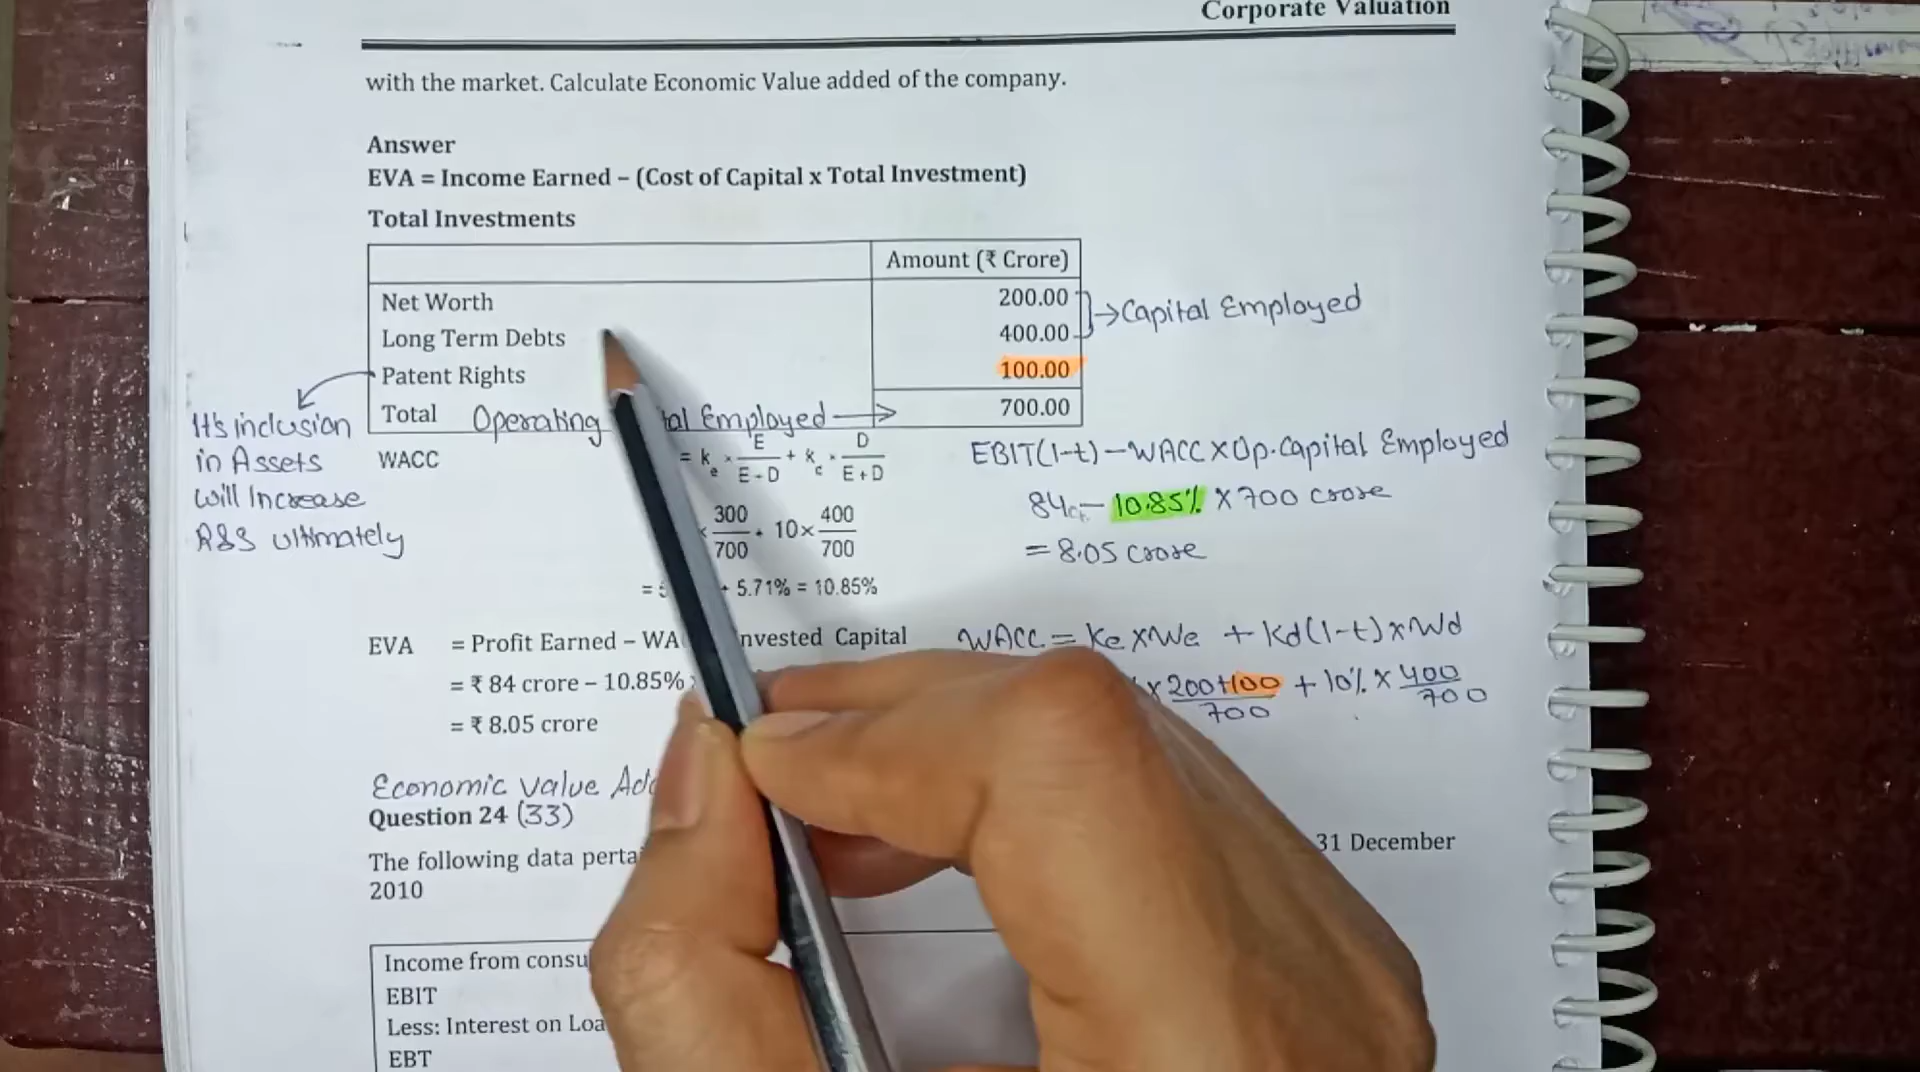 Corporate Valuation
with the market. Calculate Economic Value added of the company.
Answer
EVA = Income Earned – (Cost of Capital x Total Investment)
Total Investments
Amount (₹ Crore)
Net Worth 200.00
Long Term Debts 400.00
→ Capital Employed
Patent Rights 100.00
Total Operating tal Employed → 700.00
It's inclusion
in Assets
will Increase
R&S ultimately
WACC = k_e × E/E-D + k_c × D/E+D
300/700 + 10× 400/700
5.71% = 10.85%
EBIT(1-t) – WACC X Op. Capital Employed
84cr – 10.85% X 700 crore
= 8.05 crore
EVA = Profit Earned – WA nvested Capital
= ₹ 84 crore – 10.85%
= ₹ 8.05 crore
WACC = Ke X We + Kd(1-t) X Wd
x 200+100/700 + 10% x 400/700
Economic Value Add
Question 24 (33)
The following data perta 31 December
2010
Income from consu
EBIT
Less: Interest on Loa
EBT